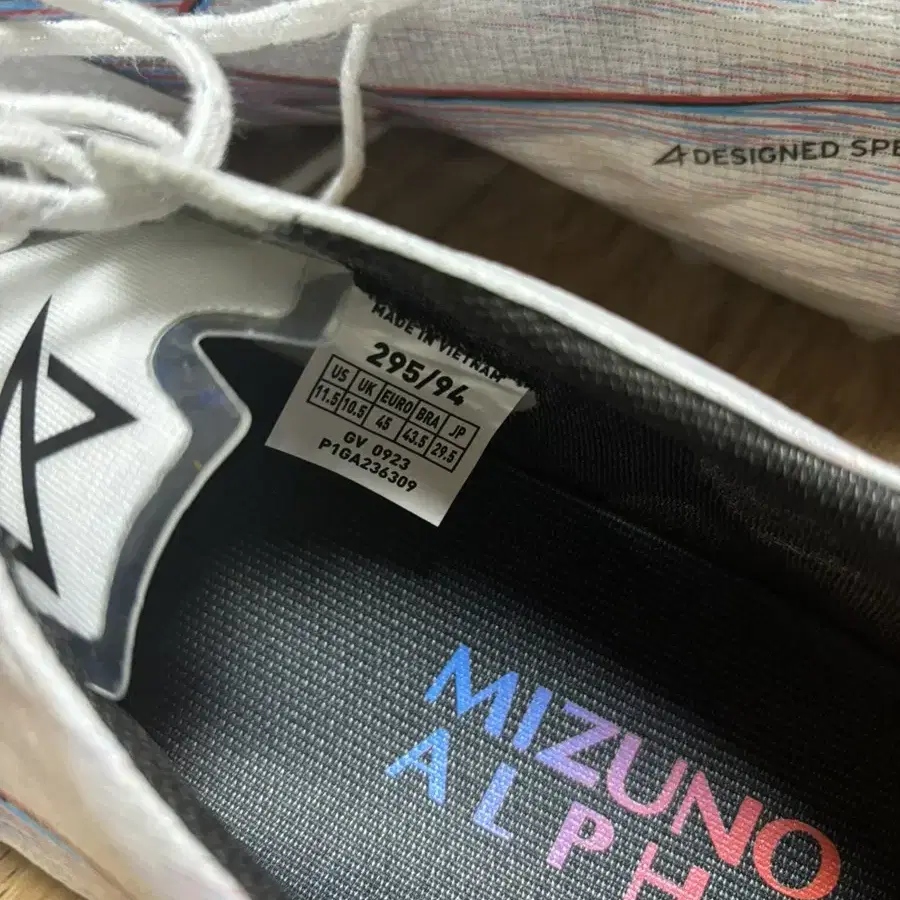 DESIGNED SPE
MADE IN VIETNAM
295/94
US UK EURO BRA JP
11.5 10.5 45 43.5 29.5
GV 0923
P1GA236309
MIZUNO
ALPH